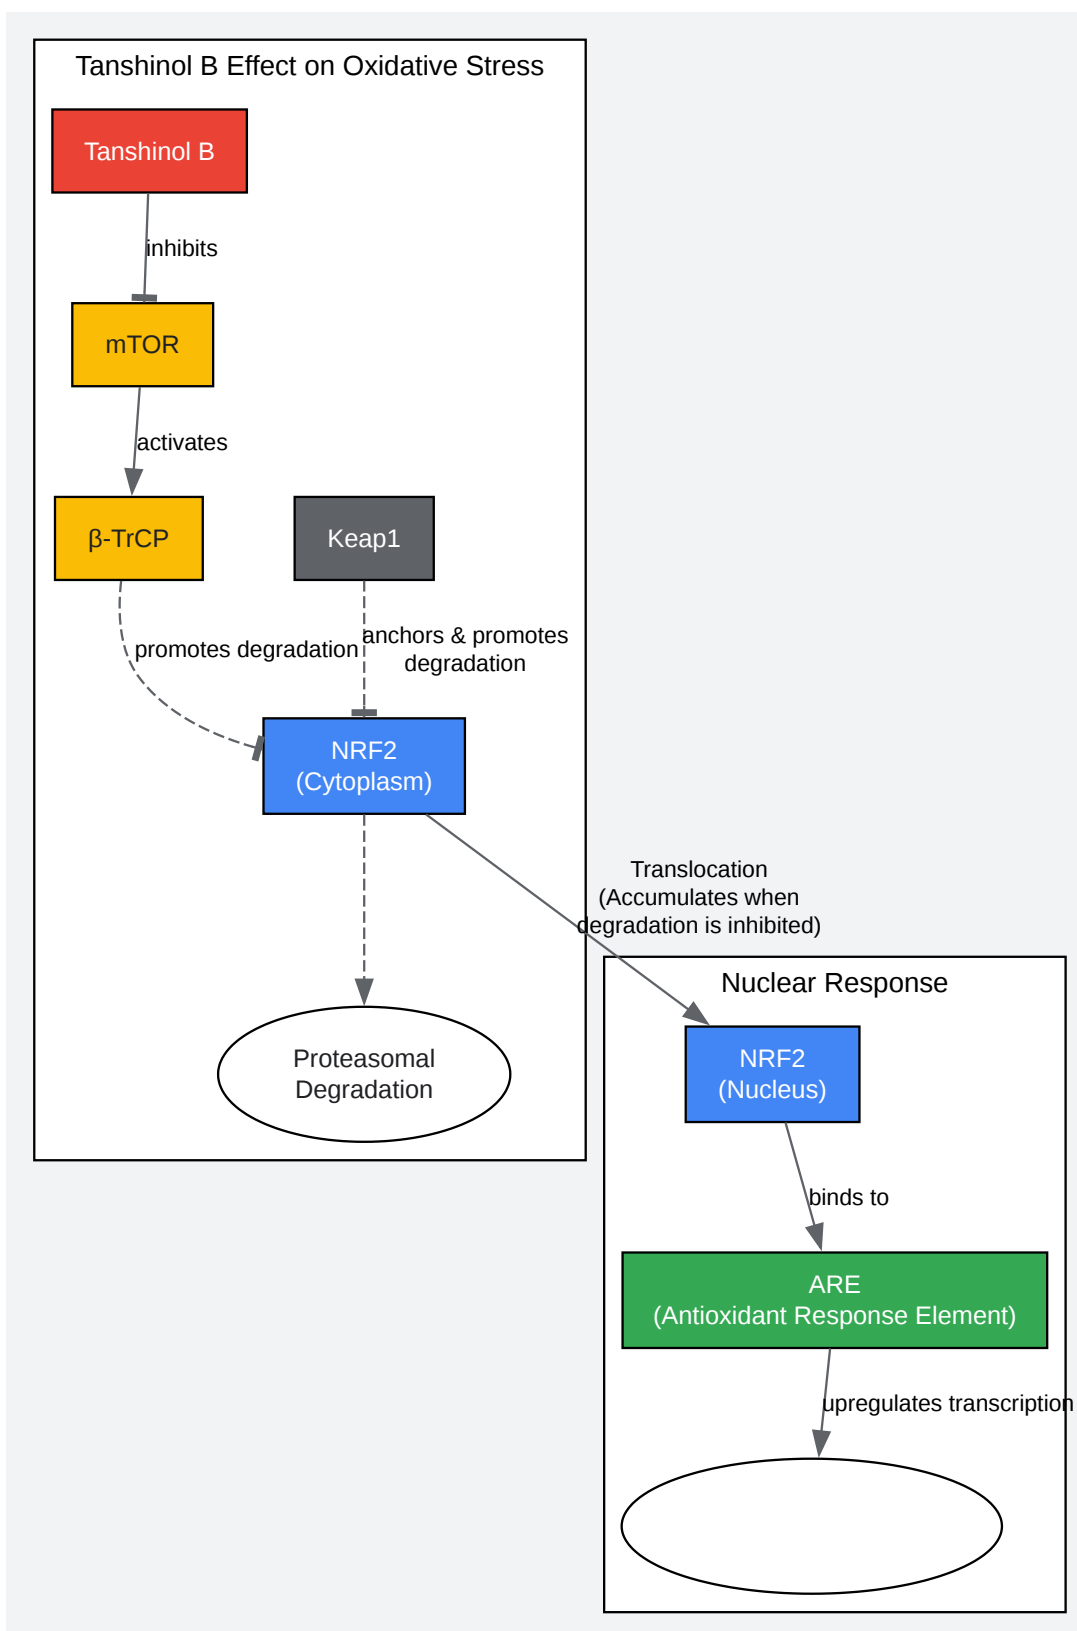 Tanshinol B Effect on Oxidative Stress
Tanshinol B
inhibits
mTOR
activates
β-TrCP
Keap1
promotes degradation
anchors & promotes
degradation
NRF2
(Cytoplasm)
Translocation
(Accumulates when
degradation is inhibited)
Proteasomal
Degradation
Nuclear Response
NRF2
(Nucleus)
binds to
ARE
(Antioxidant Response Element)
upregulates transcription